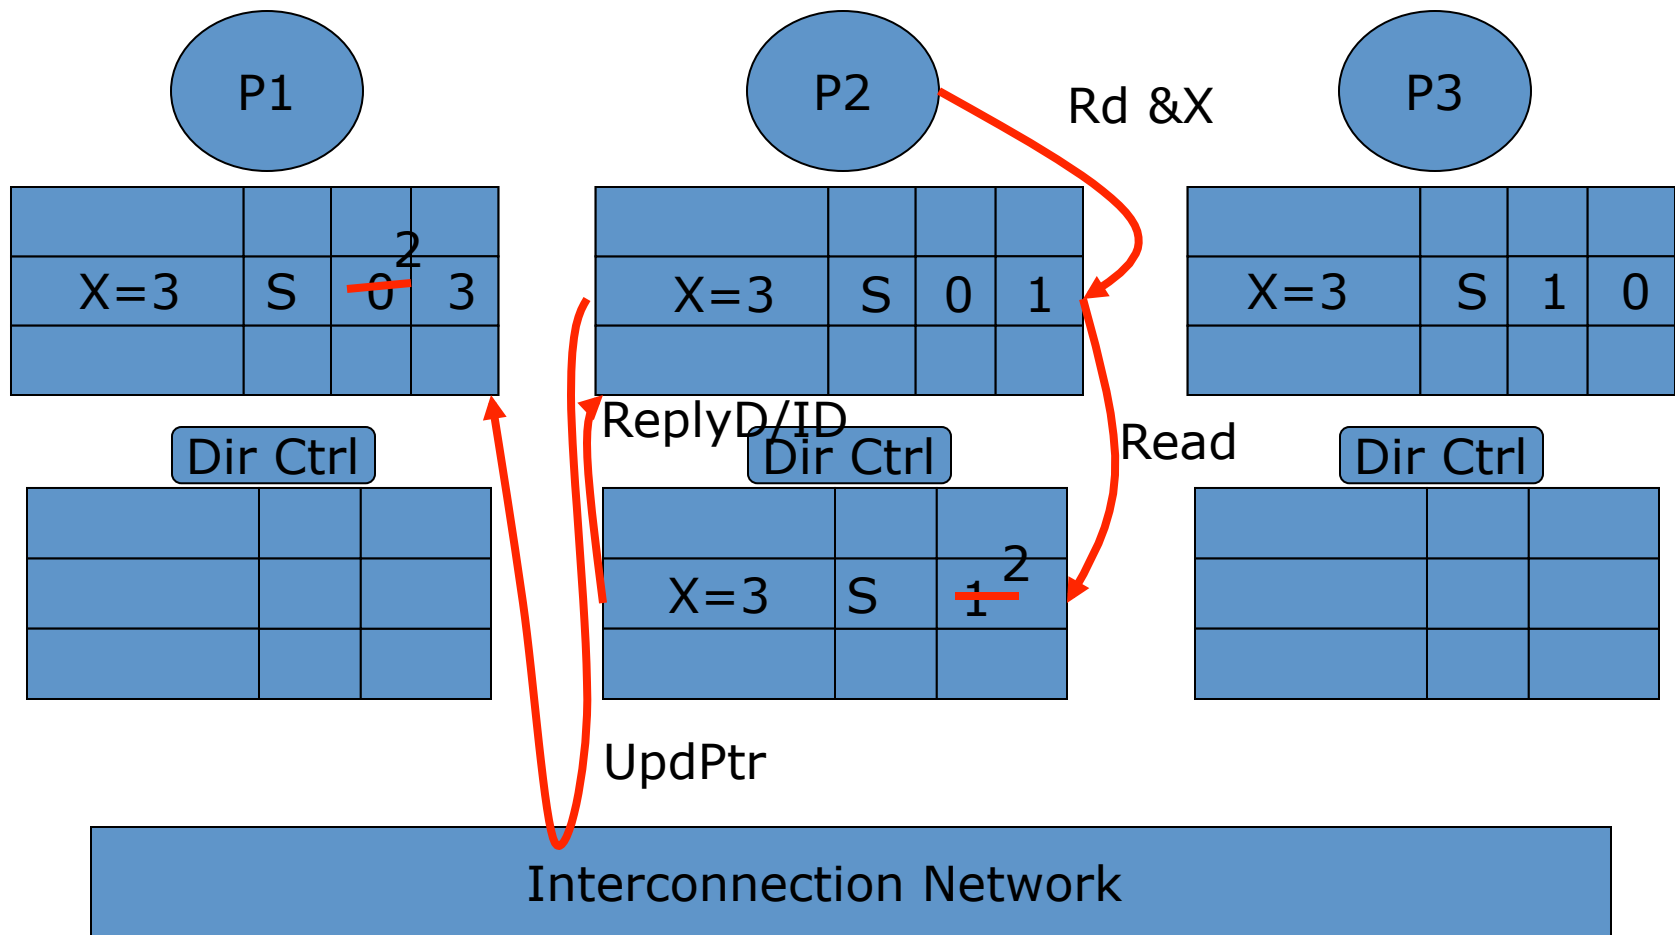 P1
P2
Rd &X
P3
X=3 S 0 2 3
X=3 S 0 1
X=3 S 1 0
ReplyD/ID
Read
Dir Ctrl
Dir Ctrl
Dir Ctrl
X=3 S 1 2
UpdPtr
Interconnection Network